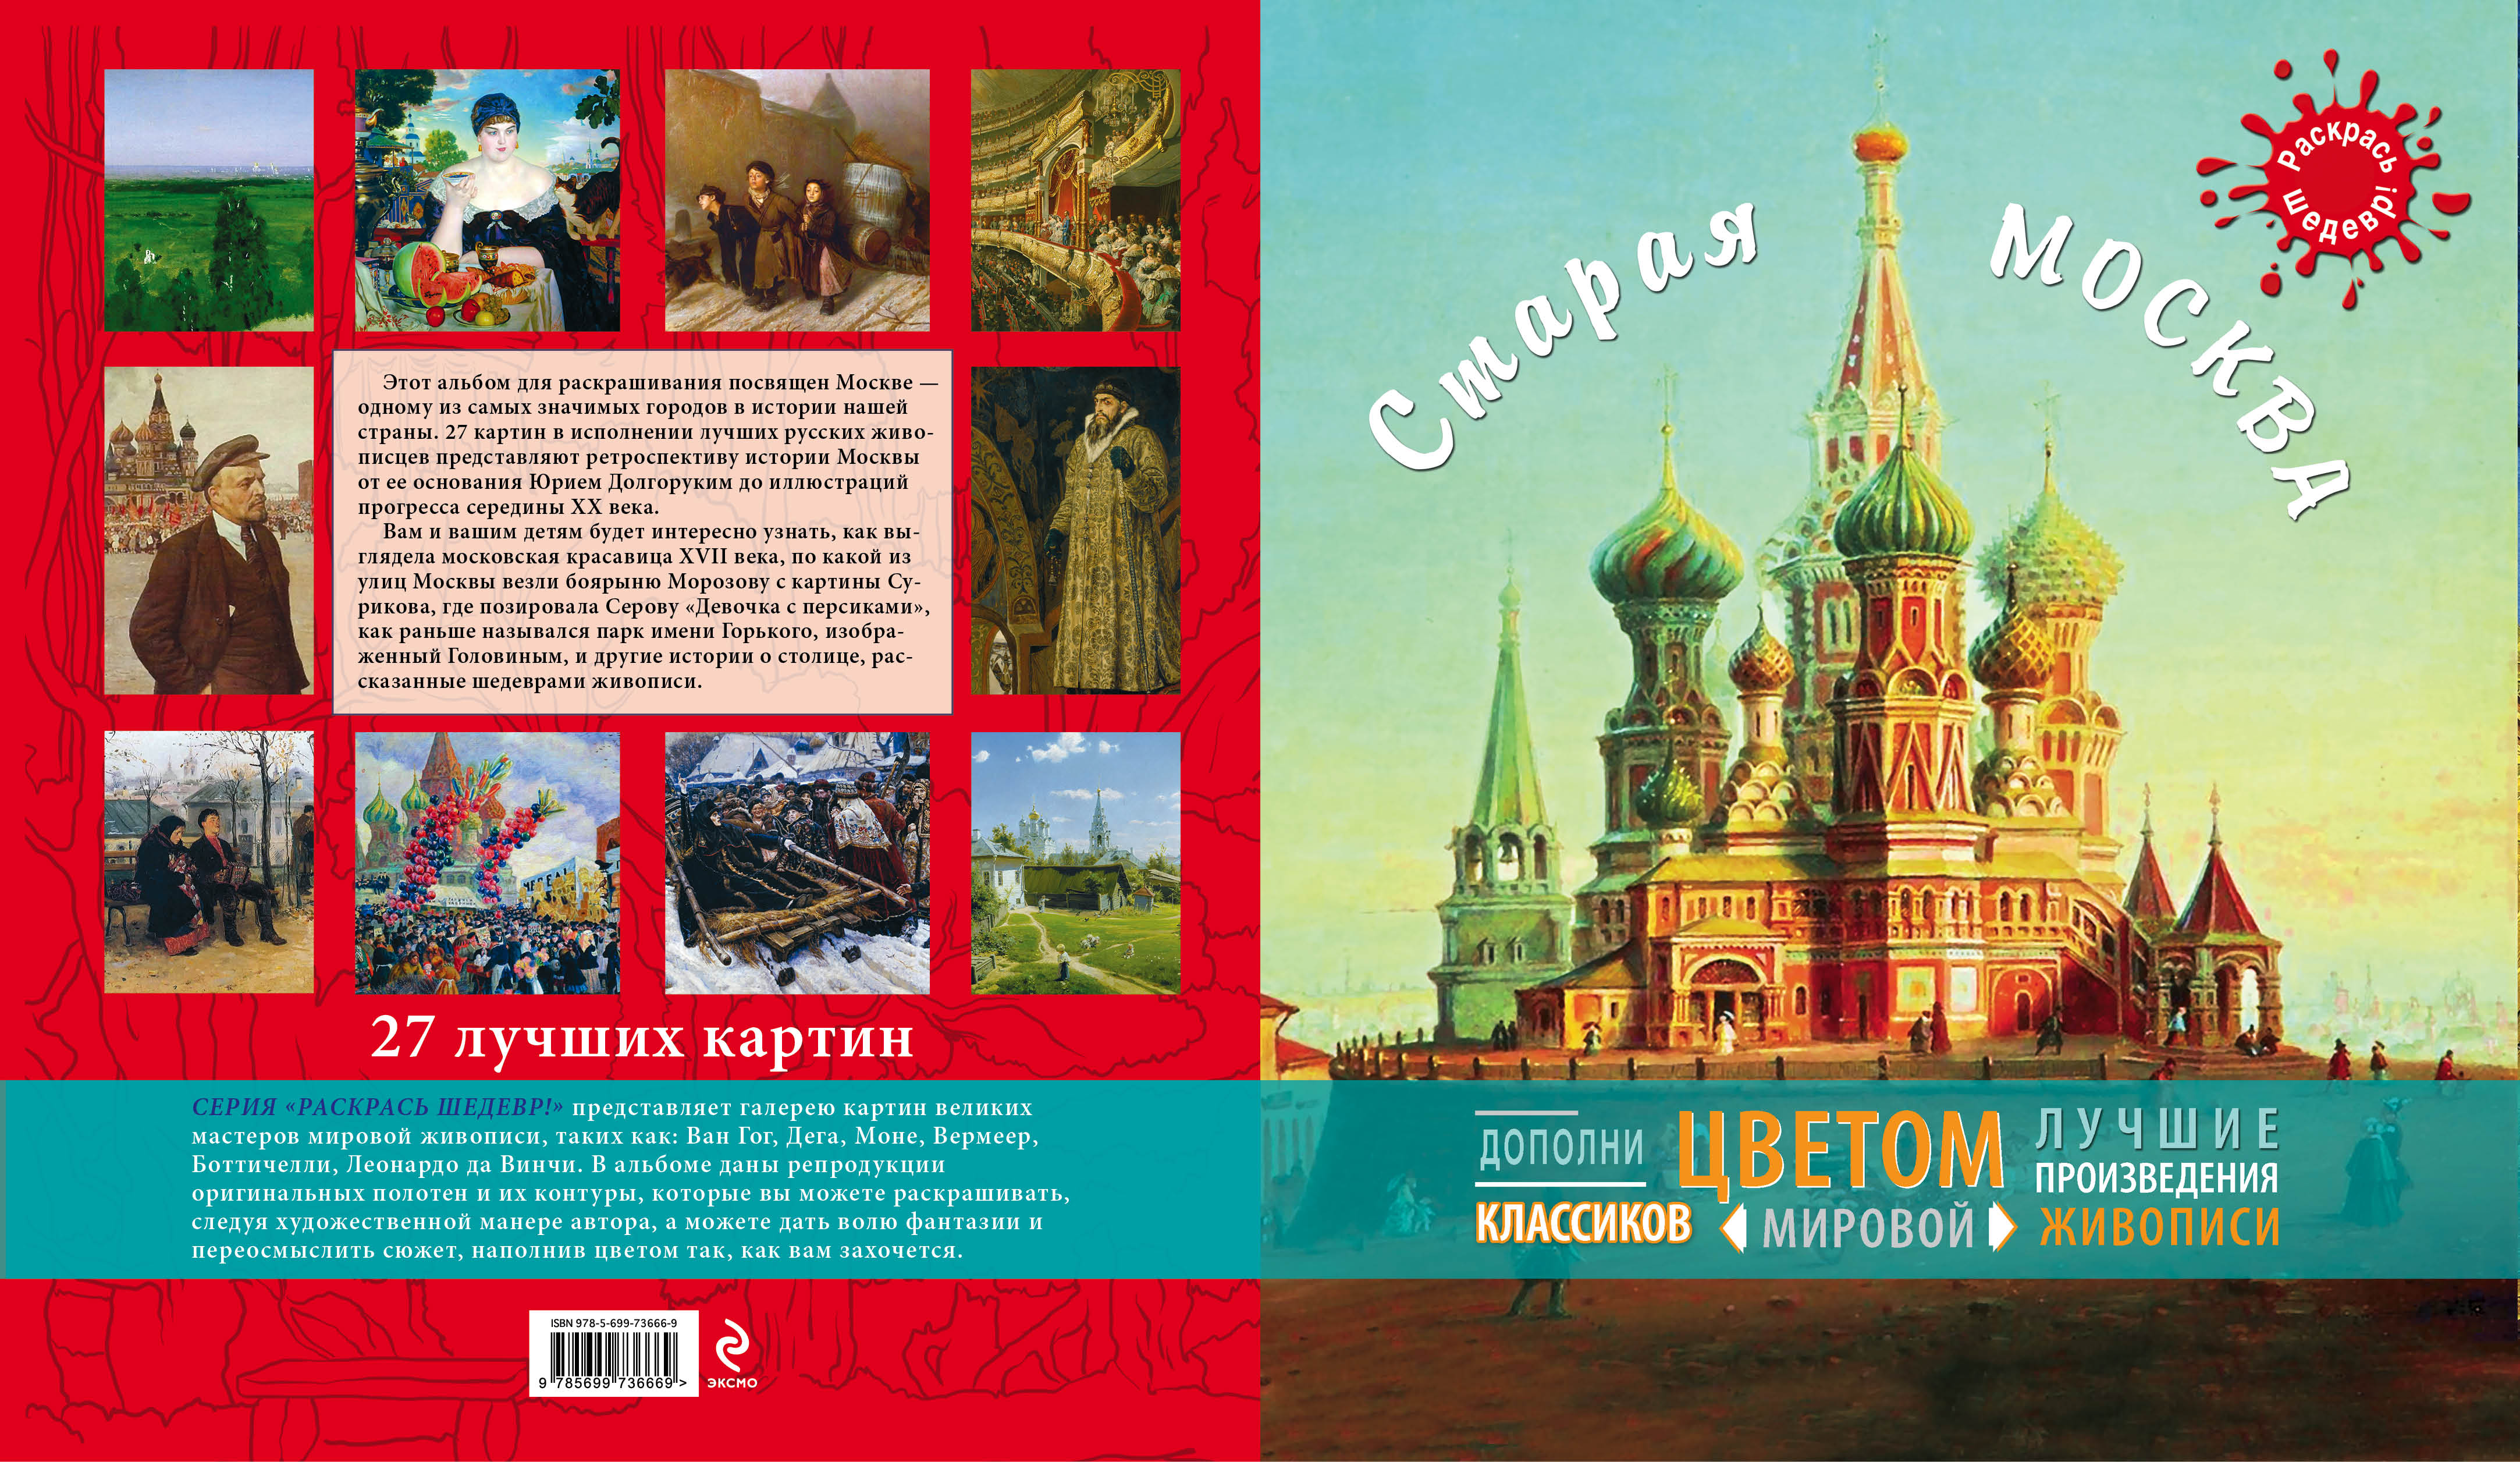 Этот альбом для раскрашивания посвящен Москве —
одному из самых значимых городов в истории нашей
страны. 27 картин в исполнении лучших русских живо-
писцев представляют ретроспективу истории Москвы
от ее основания Юрием Долгоруким до иллюстраций
прогресса середины XX века.
Вам и вашим детям будет интересно узнать, как вы-
глядела московская красавица XVII века, по какой из
улиц Москвы везли боярыню Морозову с картины Су-
рикова, где позировала Серову «Девочка с персиками»,
как раньше назывался парк имени Горького, изобра-
женный Головиным, и другие истории о столице, рас-
сказанные шедеврами живописи.
27 лучших картин
СЕРИЯ «РАСКРАСЬ ШЕДЕВР!» представляет галерею картин великих
мастеров мировой живописи, таких как: Ван Гог, Дега, Моне, Вермеер,
Боттичелли, Леонардо да Винчи. В альбоме даны репродукции
оригинальных полотен и их контуры, которые вы можете раскрашивать,
следуя художественной манере автора, а можете дать волю фантазии и
переосмыслить сюжет, наполнив цветом так, как вам захочется.
ISBN 978-5-699-73666-9
9 785699 736669 >
ЭКСМО
Раскрась
шедевр!
Старая Москва
ДОПОЛНИ ЦВЕТОМ ЛУЧШИЕ
ПРОИЗВЕДЕНИЯ
КЛАССИКОВ МИРОВОЙ ЖИВОПИСИ